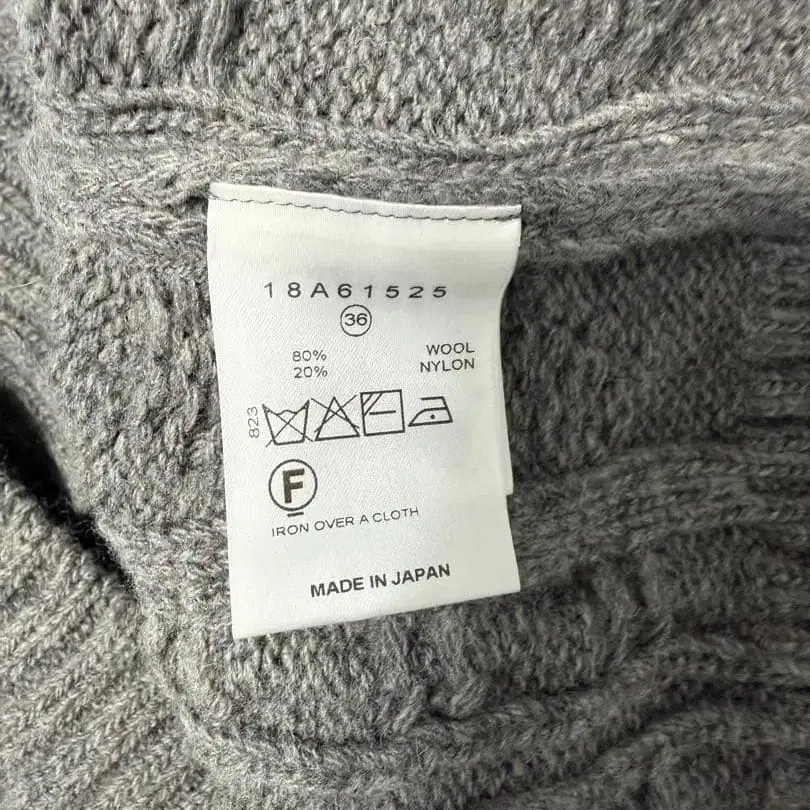 18A61525
36
80% WOOL
20% NYLON
823
F
IRON OVER A CLOTH
MADE IN JAPAN